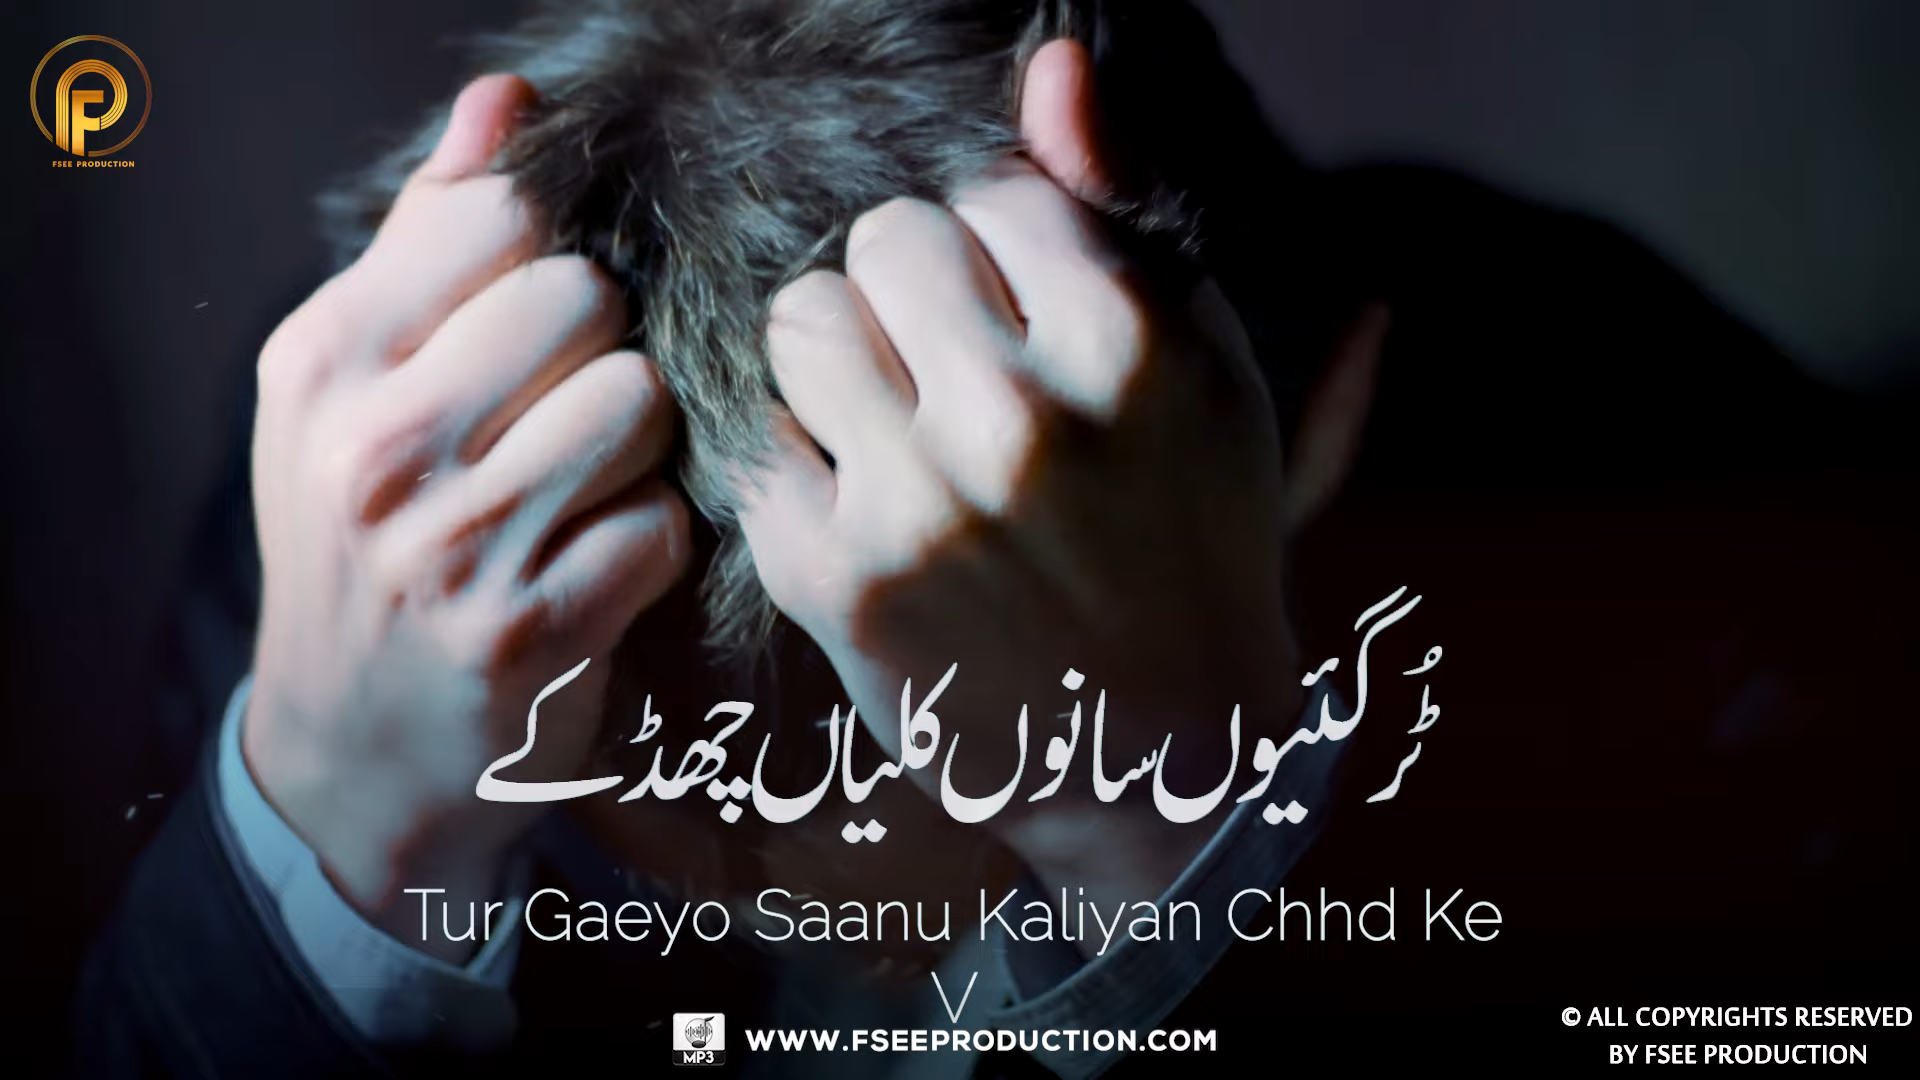 FSEE PRODUCTION
ٹُر گئیوں سانوں کلیاں چھڈ کے
Tur Gaeyo Saanu Kaliyan Chhd Ke
V
MP3
WWW.FSEEPRODUCTION.COM
© ALL COPYRIGHTS RESERVED
BY FSEE PRODUCTION